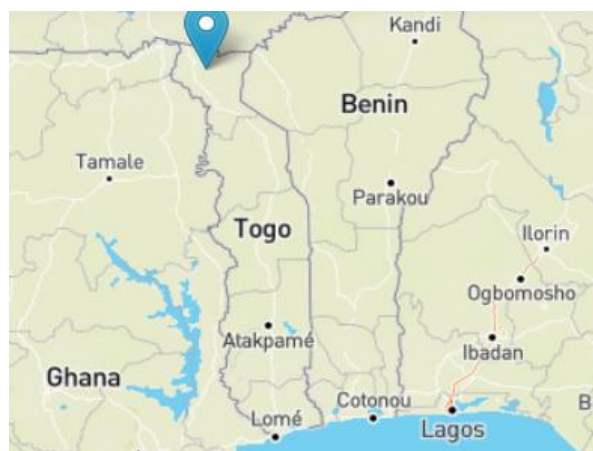 Kandi
Benin
Tamale
Parakou
Togo
Ilorin
Ogbomosho
Atakpamé
Ibadan
Ghana
Cotonou
B
Lomé
Lagos